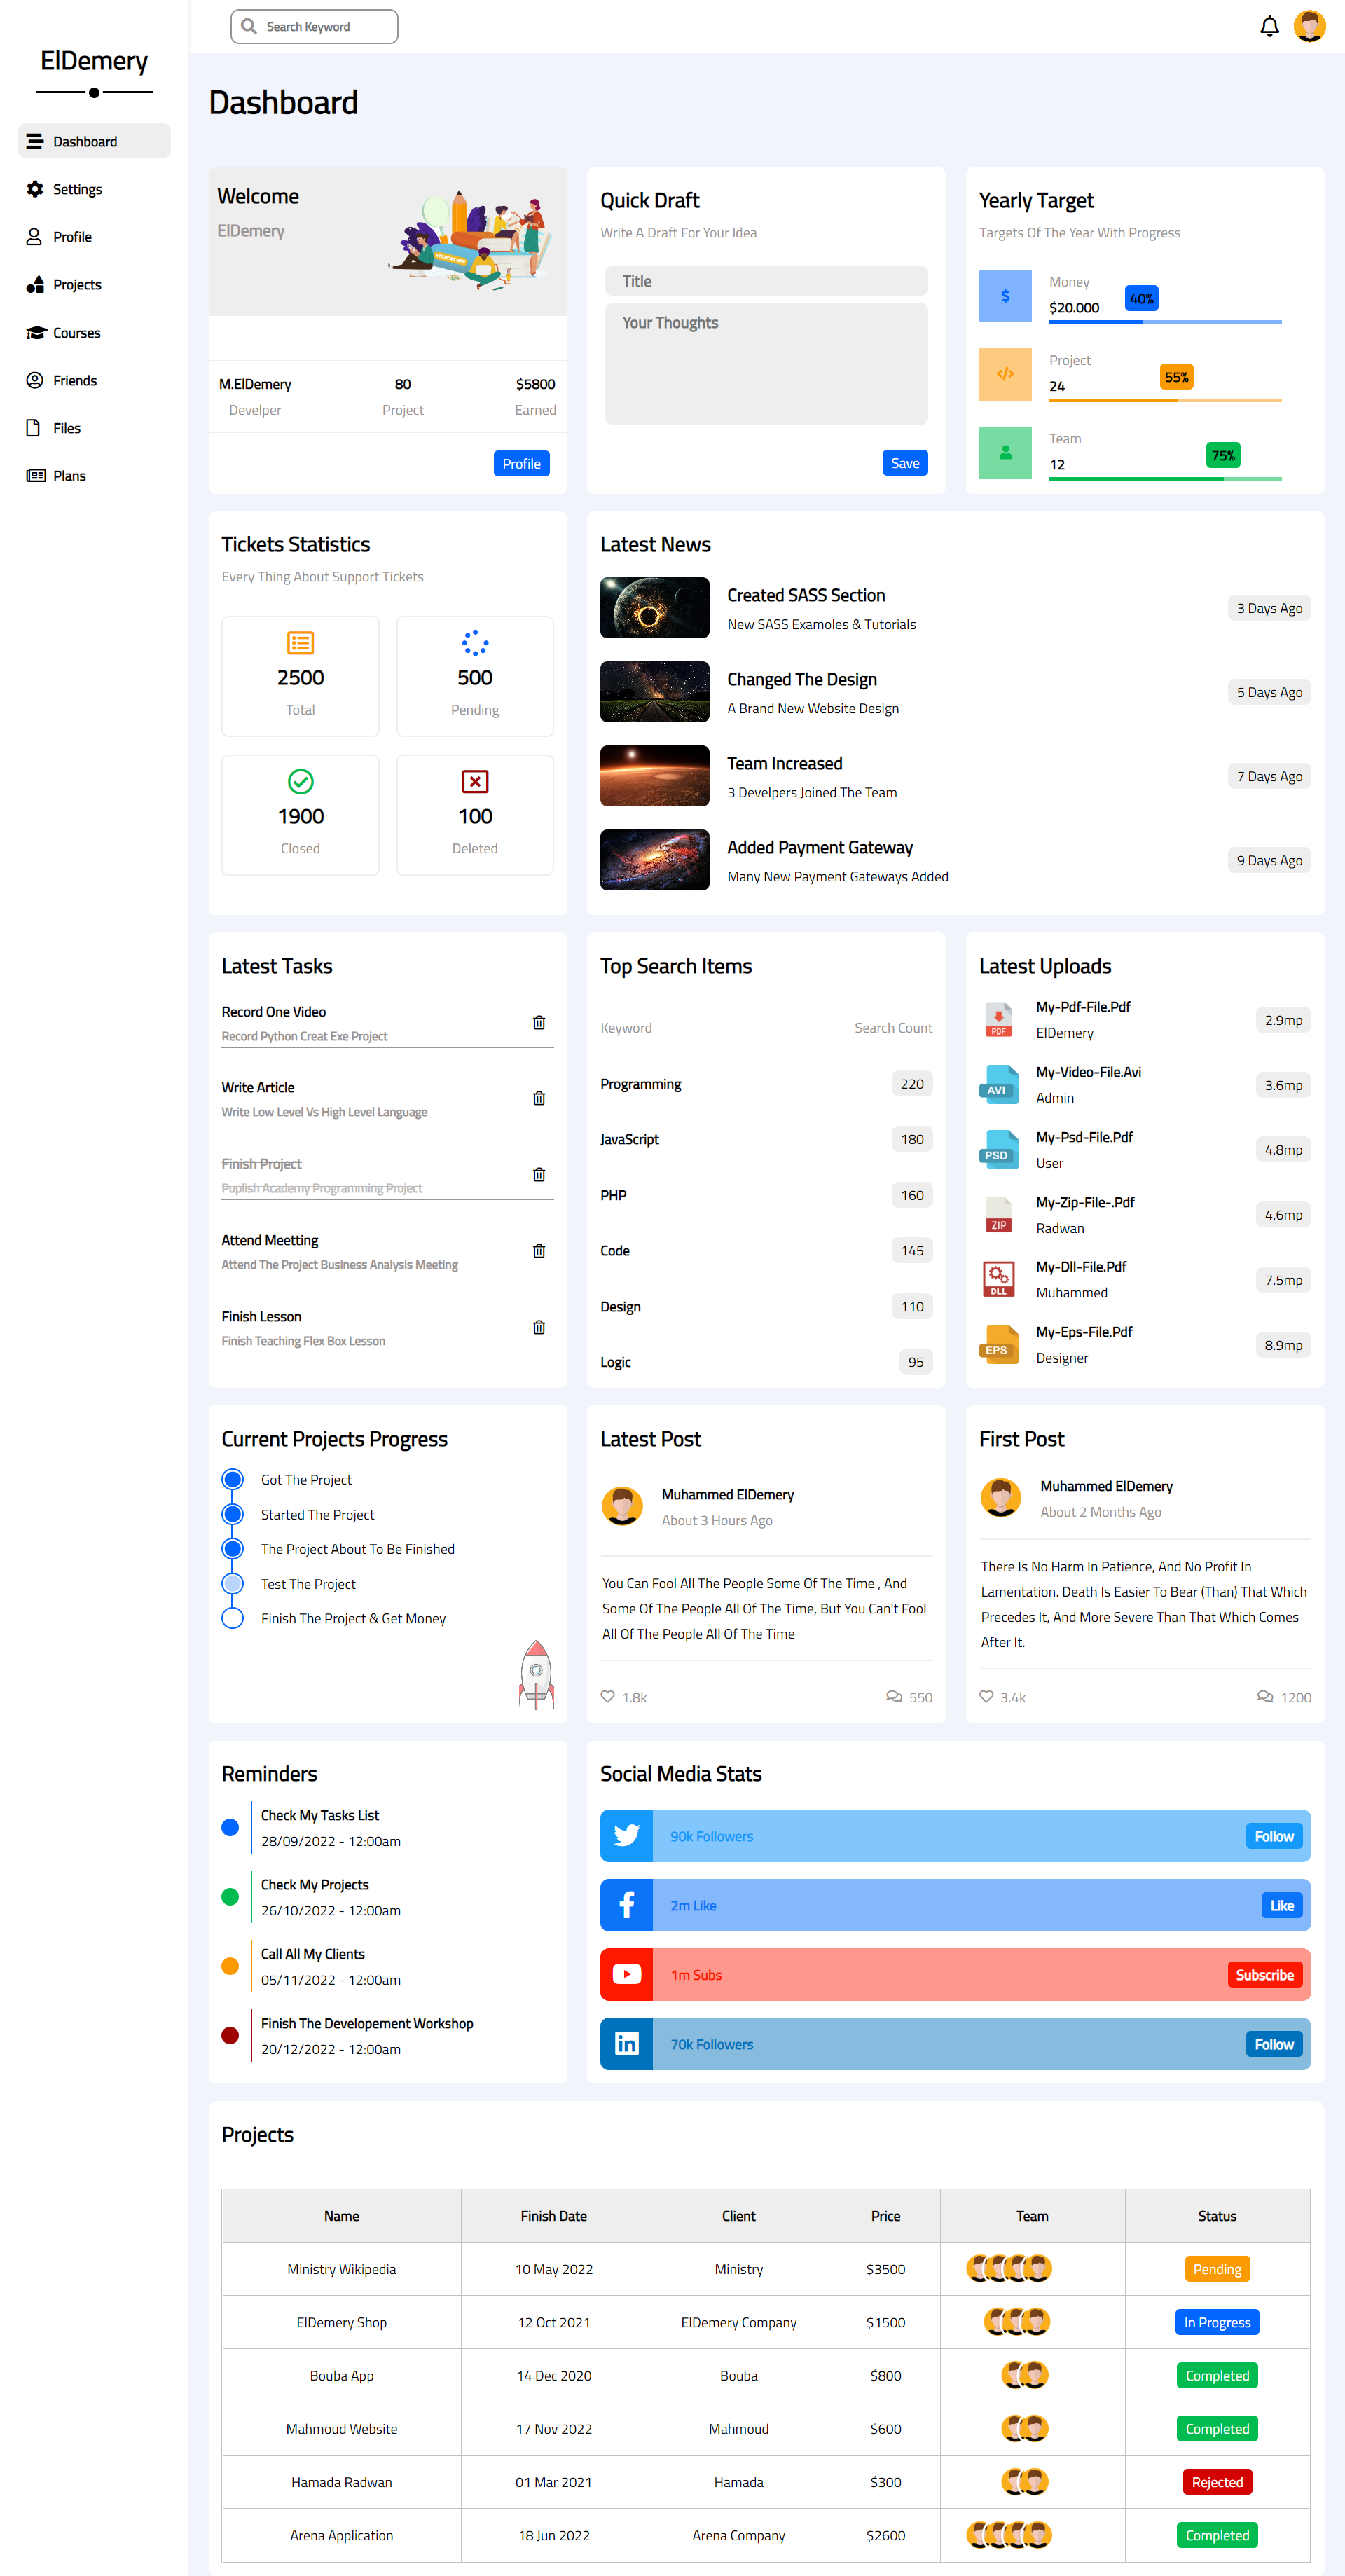 ElDemery
Dashboard
Settings
Profile
Projects
Courses
Friends
Files
Plans
Search Keyword
Dashboard
Welcome
ElDemery
EDUCATION
M.ElDemery 80 $5800
Develper Project Earned
Profile
Quick Draft
Write A Draft For Your Idea
Title
Your Thoughts
Save
Yearly Target
Targets Of The Year With Progress
Money
$20.000
40%
Project
24
55%
Team
12
75%
Tickets Statistics
Every Thing About Support Tickets
2500
Total
500
Pending
1900
Closed
100
Deleted
Latest News
Created SASS Section
New SASS Examoles & Tutorials
3 Days Ago
Changed The Design
A Brand New Website Design
5 Days Ago
Team Increased
3 Develpers Joined The Team
7 Days Ago
Added Payment Gateway
Many New Payment Gateways Added
9 Days Ago
Latest Tasks
Record One Video
Record Python Creat Exe Project
Write Article
Write Low Level Vs High Level Language
Finish Project
Puplish Academy Programming Project
Attend Meetting
Attend The Project Business Analysis Meeting
Finish Lesson
Finish Teaching Flex Box Lesson
Top Search Items
Keyword Search Count
Programming 220
JavaScript 180
PHP 160
Code 145
Design 110
Logic 95
Latest Uploads
PDF
My-Pdf-File.Pdf
ElDemery
2.9mp
AVI
My-Video-File.Avi
Admin
3.6mp
PSD
My-Psd-File.Pdf
User
4.8mp
ZIP
My-Zip-File-.Pdf
Radwan
4.6mp
DLL
My-Dll-File.Pdf
Muhammed
7.5mp
EPS
My-Eps-File.Pdf
Designer
8.9mp
Current Projects Progress
Got The Project
Started The Project
The Project About To Be Finished
Test The Project
Finish The Project & Get Money
Latest Post
Muhammed ElDemery
About 3 Hours Ago
You Can Fool All The People Some Of The Time , And
Some Of The People All Of The Time, But You Can't Fool
All Of The People All Of The Time
1.8k 550
First Post
Muhammed ElDemery
About 2 Months Ago
There Is No Harm In Patience, And No Profit In
Lamentation. Death Is Easier To Bear (Than) That Which
Precedes It, And More Severe Than That Which Comes
After It.
3.4k 1200
Reminders
Check My Tasks List
28/09/2022 - 12:00am
Check My Projects
26/10/2022 - 12:00am
Call All My Clients
05/11/2022 - 12:00am
Finish The Developement Workshop
20/12/2022 - 12:00am
Social Media Stats
90k Followers Follow
2m Like Like
1m Subs Subscribe
70k Followers Follow
Projects
Name Finish Date Client Price Team Status
Ministry Wikipedia 10 May 2022 Ministry $3500 Pending
ElDemery Shop 12 Oct 2021 ElDemery Company $1500 In Progress
Bouba App 14 Dec 2020 Bouba $800 Completed
Mahmoud Website 17 Nov 2022 Mahmoud $600 Completed
Hamada Radwan 01 Mar 2021 Hamada $300 Rejected
Arena Application 18 Jun 2022 Arena Company $2600 Completed